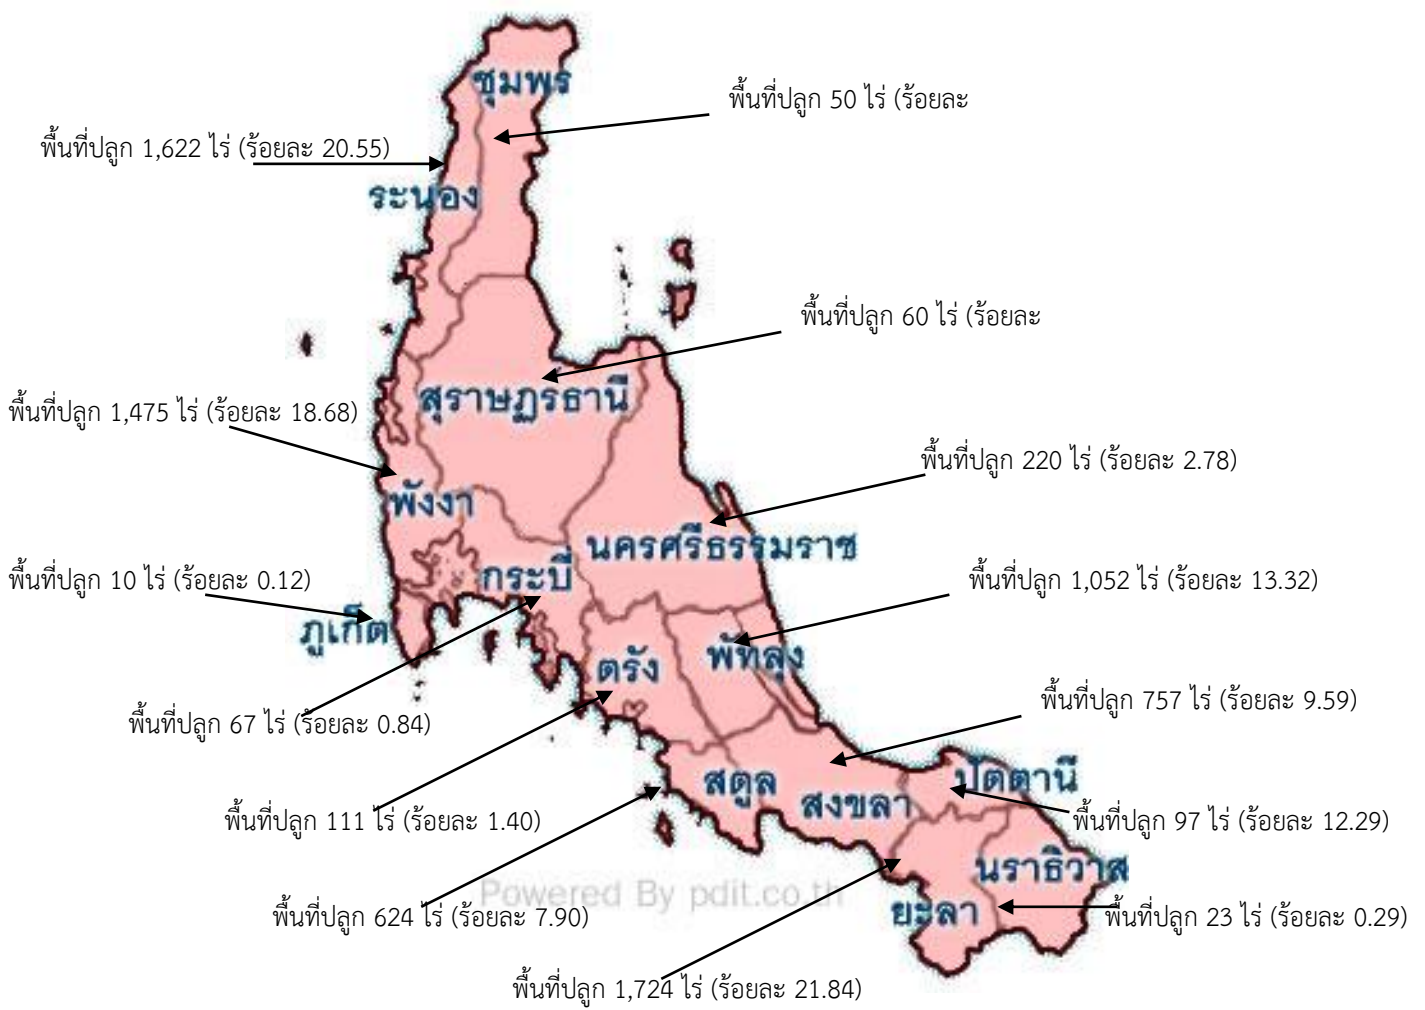 ชุมพร
พื้นที่ปลูก 50 ไร่ (ร้อยละ
พื้นที่ปลูก 1,622 ไร่ (ร้อยละ 20.55)
ระนอง
พื้นที่ปลูก 60 ไร่ (ร้อยละ
สุราษฎรธานี
พื้นที่ปลูก 1,475 ไร่ (ร้อยละ 18.68)
พื้นที่ปลูก 220 ไร่ (ร้อยละ 2.78)
พังงา
นครศรีธรรมราช
พื้นที่ปลูก 10 ไร่ (ร้อยละ 0.12)
กระบี่
พื้นที่ปลูก 1,052 ไร่ (ร้อยละ 13.32)
ภูเก็ต
ตรัง
พัทลุง
พื้นที่ปลูก 757 ไร่ (ร้อยละ 9.59)
พื้นที่ปลูก 67 ไร่ (ร้อยละ 0.84)
สตูล
สงขลา
ปัตตานี
พื้นที่ปลูก 111 ไร่ (ร้อยละ 1.40)
พื้นที่ปลูก 97 ไร่ (ร้อยละ 12.29)
นราธิวาส
Powered By pdit.co.th
ยะลา
พื้นที่ปลูก 624 ไร่ (ร้อยละ 7.90)
พื้นที่ปลูก 23 ไร่ (ร้อยละ 0.29)
พื้นที่ปลูก 1,724 ไร่ (ร้อยละ 21.84)